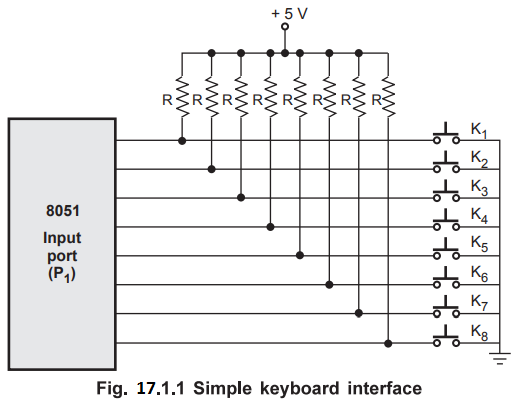 + 5 V
R R R R R R R R
K1
K2
K3
K4
K5
K6
K7
K8
8051
Input
port
(P1)
Fig. 17.1.1 Simple keyboard interface